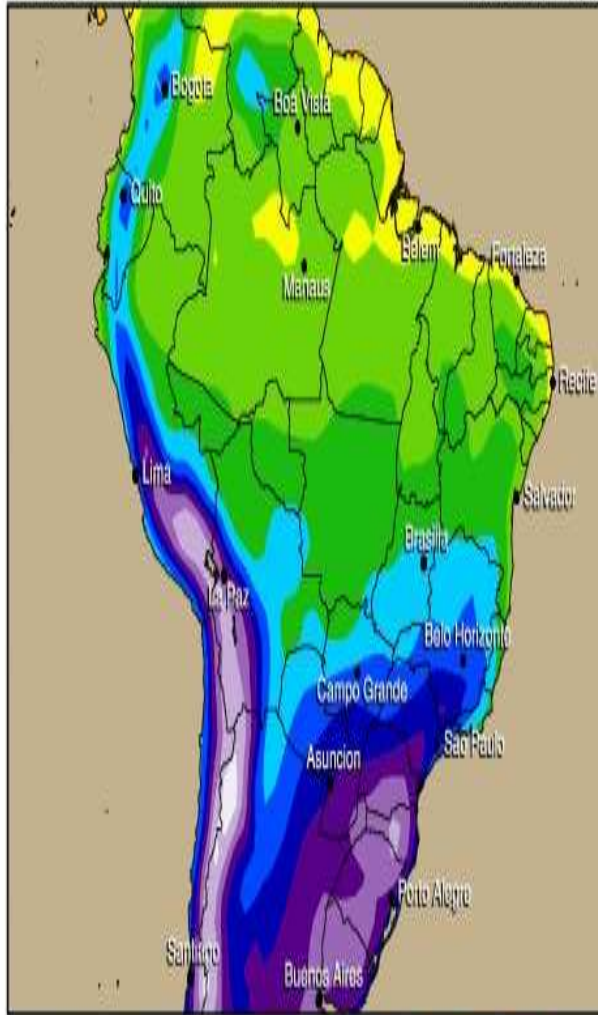 Bogota
Boa Vista
Quito
Belem
Fortaleza
Manaus
Recife
Lima
Salvador
Brasilia
La Paz
Belo Horizonte
Campo Grande
Sao Paulo
Asuncion
Porto Alegre
Santiago
Buenos Aires